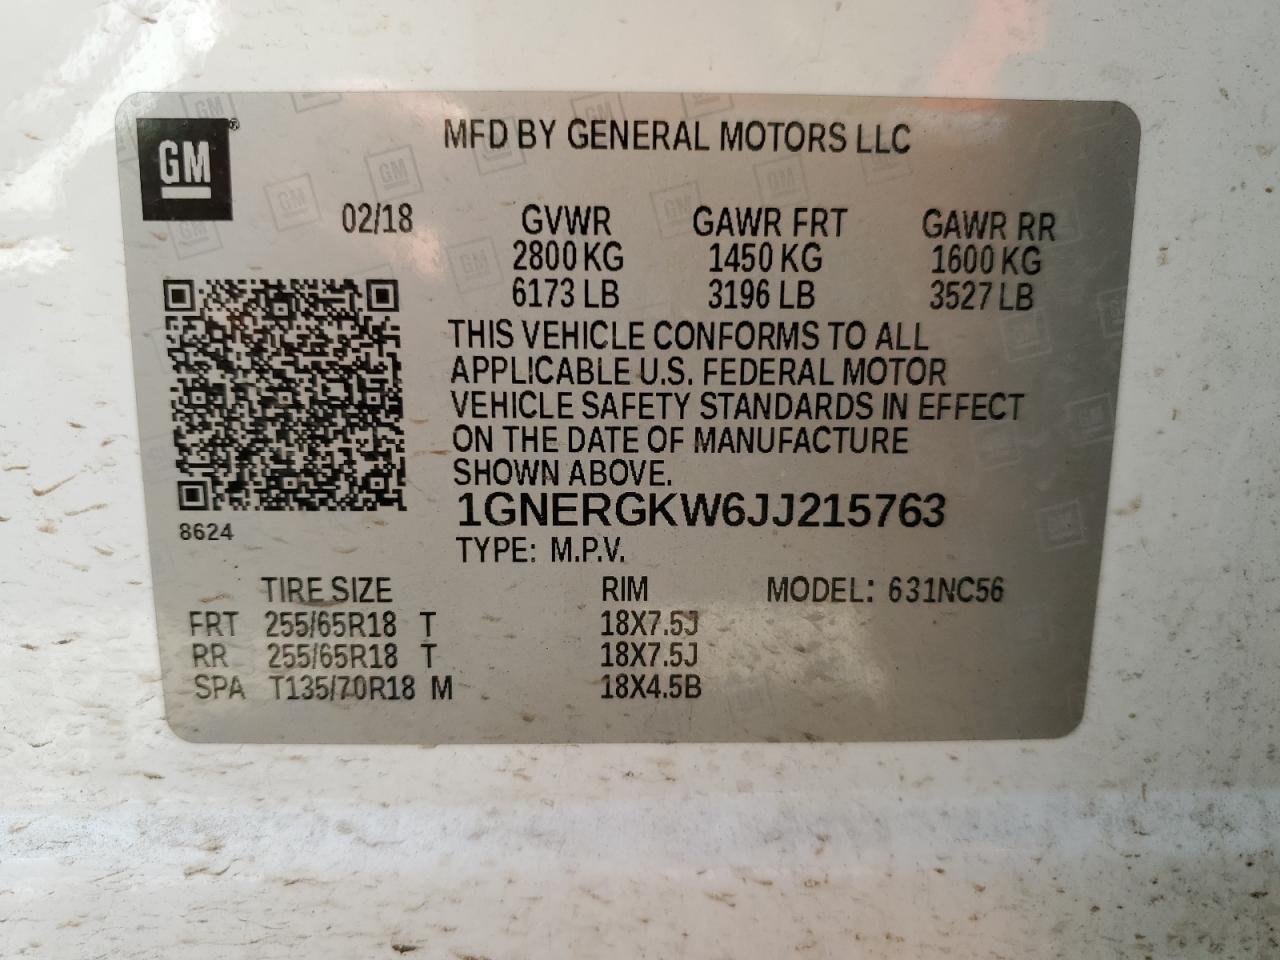 GM®
MFD BY GENERAL MOTORS LLC
02/18 GVWR GAWR FRT GAWR RR
2800 KG 1450 KG 1600 KG
6173 LB 3196 LB 3527 LB
THIS VEHICLE CONFORMS TO ALL
APPLICABLE U.S. FEDERAL MOTOR
VEHICLE SAFETY STANDARDS IN EFFECT
ON THE DATE OF MANUFACTURE
SHOWN ABOVE.
1GNERGKW6JJ215763
8624
TYPE: M.P.V.
TIRE SIZE RIM MODEL: 631NC56
FRT 255/65R18 T 18X7.5J
RR 255/65R18 T 18X7.5J
SPA T135/70R18 M 18X4.5B